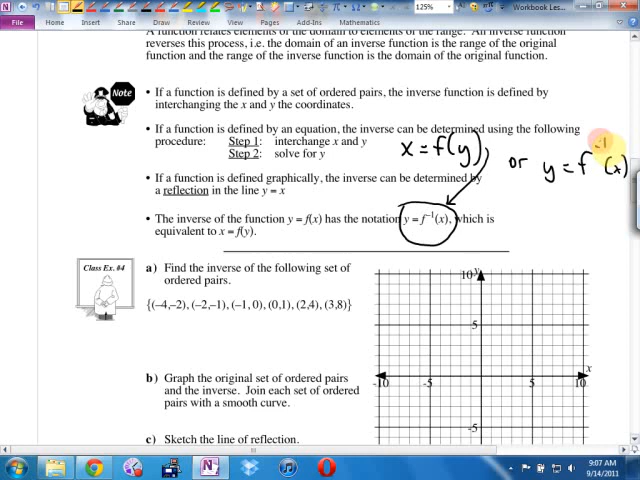 File
Home
Insert
Share
Draw
Review
View
Pages
Add-Ins
Mathematics
125%
Workbook Les...
A function relates elements of the domain to elements of the range. An inverse function
reverses this process, i.e. the domain of an inverse function is the range of the original
function and the range of the inverse function is the domain of the original function.
Note
• If a function is defined by a set of ordered pairs, the inverse function is defined by
interchanging the x and y the coordinates.
• If a function is defined by an equation, the inverse can be determined using the following
procedure: Step 1: interchange x and y
Step 2: solve for y
x = f(y)
or y = f⁻¹(x)
• If a function is defined graphically, the inverse can be determined by
a reflection in the line y = x
• The inverse of the function y = f(x) has the notation y = f⁻¹(x), which is
equivalent to x = f(y).
Class Ex. #4
a) Find the inverse of the following set of
ordered pairs.
{(−4,−2), (−2,−1), (−1, 0), (0,1), (2,4), (3,8)}
b) Graph the original set of ordered pairs
and the inverse. Join each set of ordered
pairs with a smooth curve.
c) Sketch the line of reflection.
10 y
5
x
-10
-5
5
10
-5
9:07 AM
9/14/2011